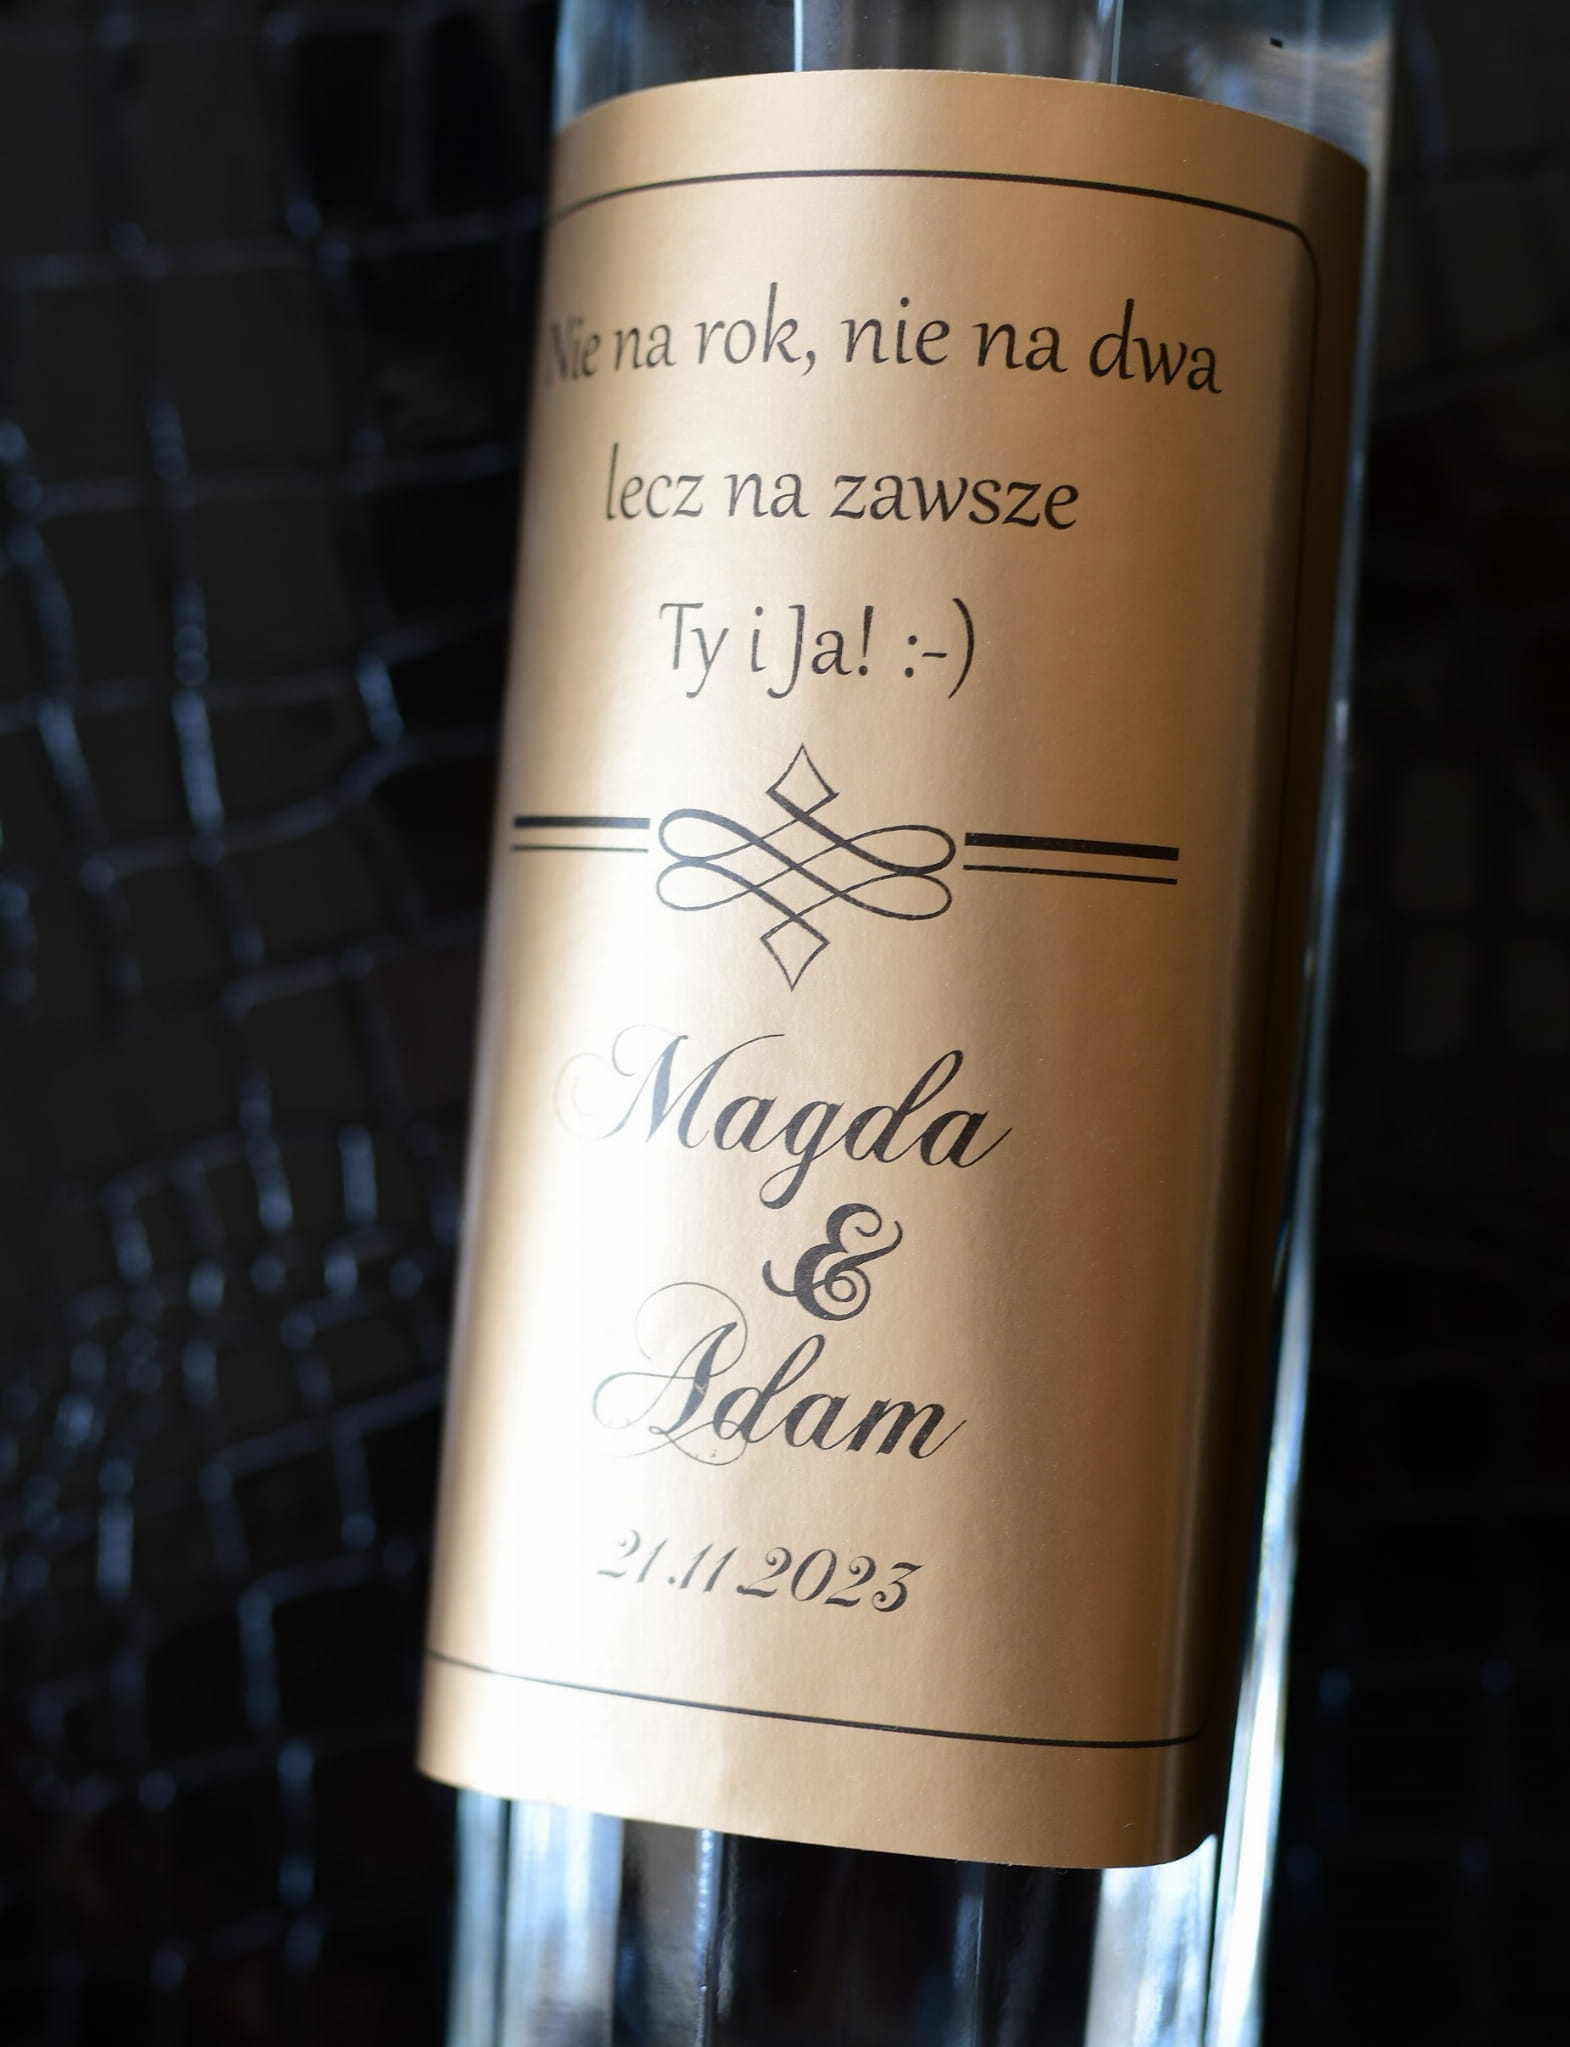 Nie na rok, nie na dwa
lecz na zawsze
Ty i Ja! :-)
Magda
&
Adam
21.11.2023